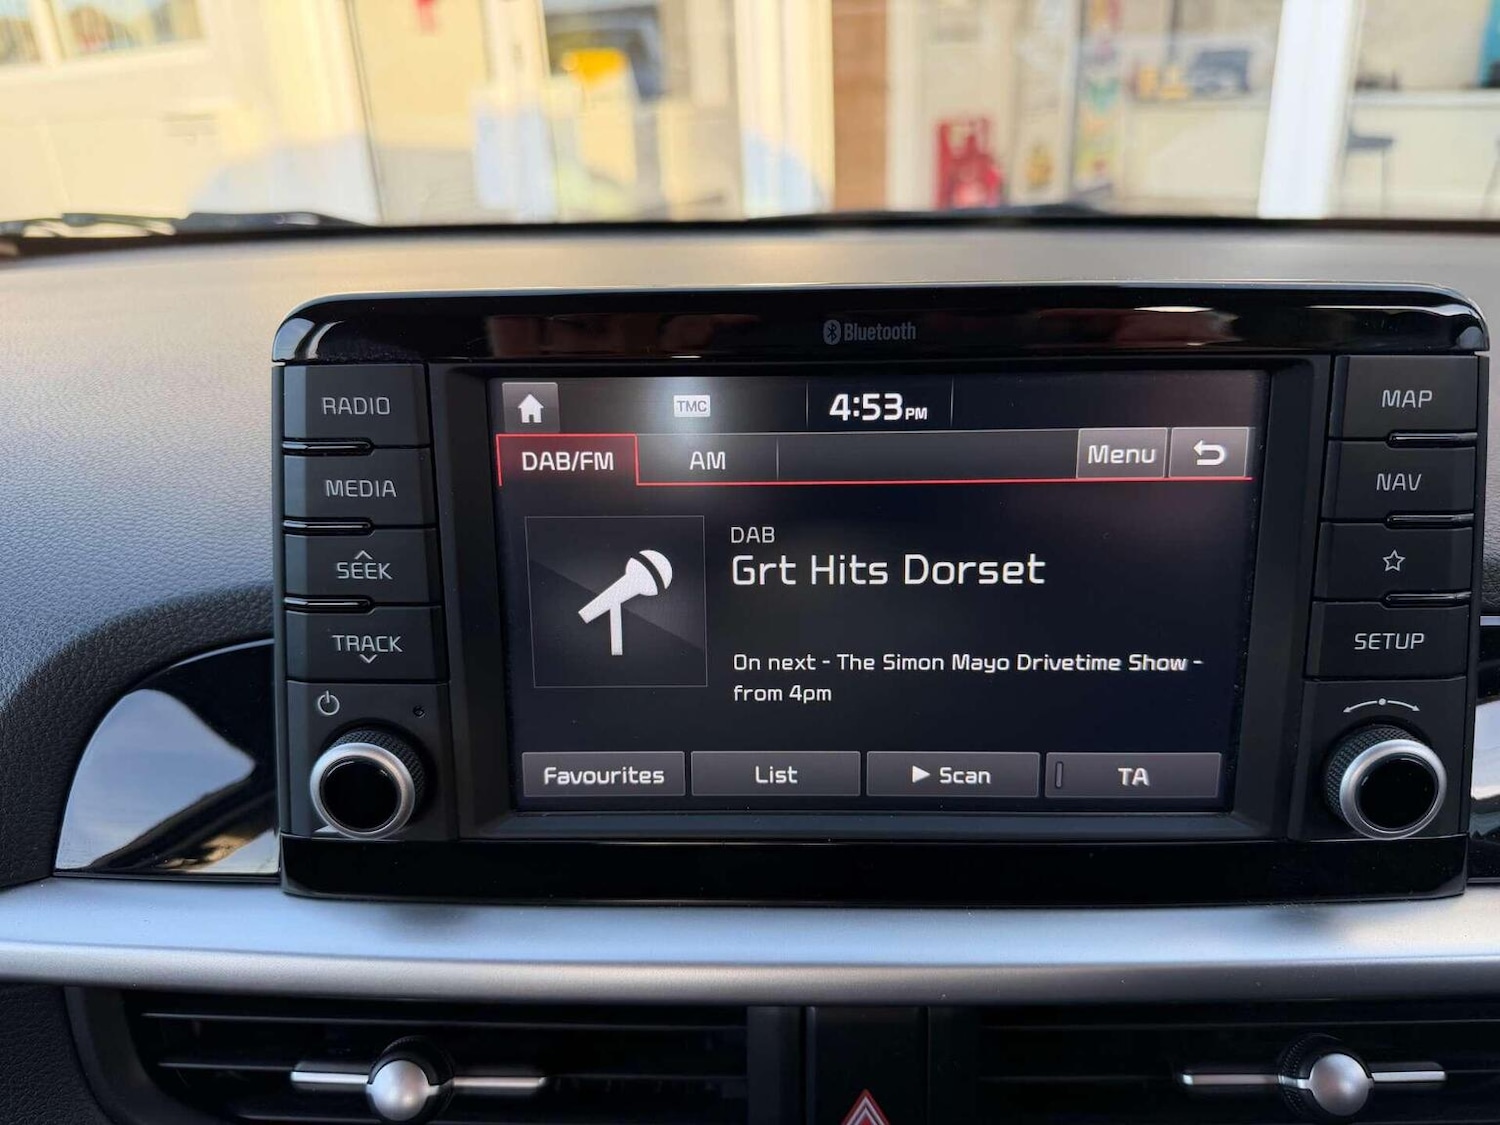 Bluetooth
RADIO
MEDIA
SEEK
TRACK
TMC
4:53PM
DAB/FM
AM
Menu
DAB
Grt Hits Dorset
On next - The Simon Mayo Drivetime Show -
from 4pm
Favourites
List
Scan
TA
MAP
NAV
SETUP